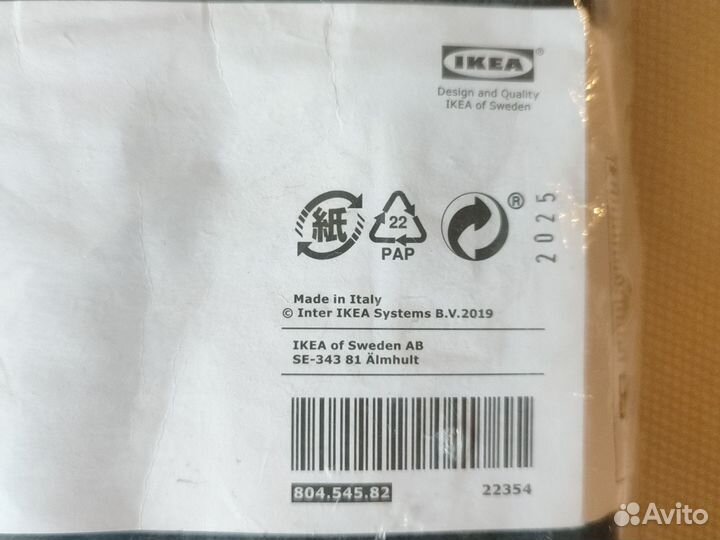 IKEA®
Design and Quality
IKEA of Sweden
紙
22
PAP
®
2025
Made in Italy
© Inter IKEA Systems B.V.2019
IKEA of Sweden AB
SE-343 81 Älmhult
804.545.82
22354
Avito